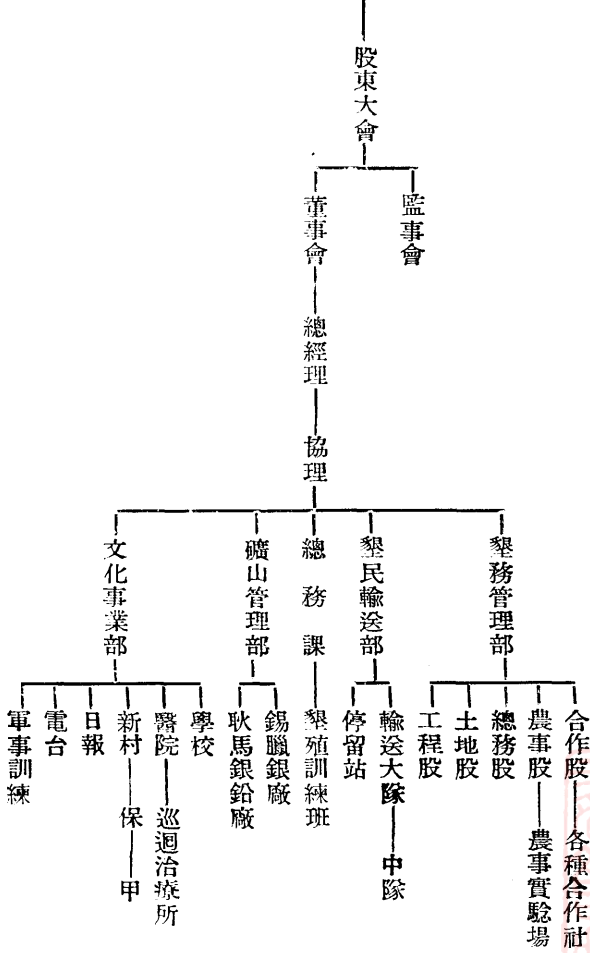 股東大會
監事會
董事會
總經理
協理
墾務管理部
墾民輸送部
總務課
礦山管理部
文化事業部
合作股
各種合作社
農事股
農事實驗場
總務股
土地股
工程股
輸送大隊
中隊
停留站
墾殖訓練班
錫臘銀廠
耿馬銀鉛廠
學校
醫院
巡迴治療所
新村
保
甲
日報
電台
軍事訓練